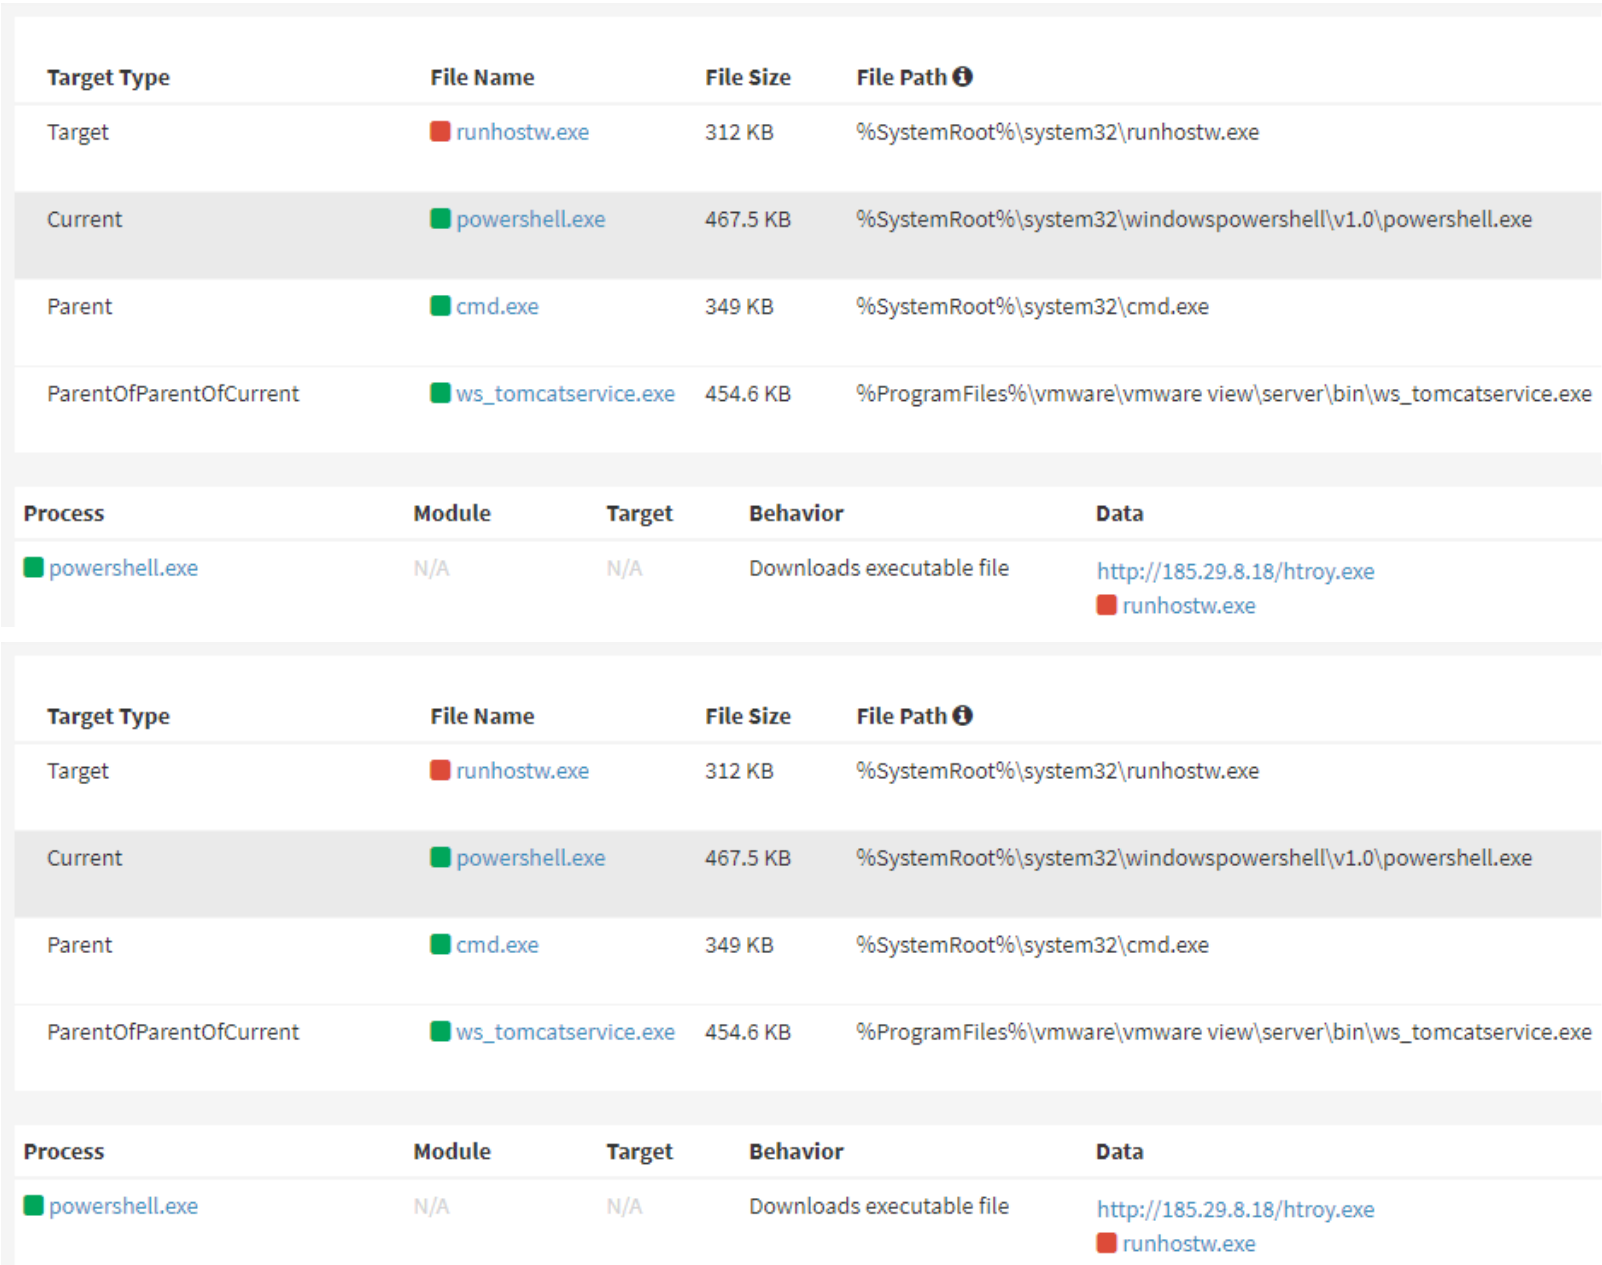 Target Type File Name File Size File Path
Target runhostw.exe 312 KB %SystemRoot%\system32\runhostw.exe
Current powershell.exe 467.5 KB %SystemRoot%\system32\windowspowershell\v1.0\powershell.exe
Parent cmd.exe 349 KB %SystemRoot%\system32\cmd.exe
ParentOfParentOfCurrent ws_tomcatservice.exe 454.6 KB %ProgramFiles%\vmware\vmware view\server\bin\ws_tomcatservice.exe
Process Module Target Behavior Data
powershell.exe N/A N/A Downloads executable file http://185.29.8.18/htroy.exe
runhostw.exe
Target Type File Name File Size File Path
Target runhostw.exe 312 KB %SystemRoot%\system32\runhostw.exe
Current powershell.exe 467.5 KB %SystemRoot%\system32\windowspowershell\v1.0\powershell.exe
Parent cmd.exe 349 KB %SystemRoot%\system32\cmd.exe
ParentOfParentOfCurrent ws_tomcatservice.exe 454.6 KB %ProgramFiles%\vmware\vmware view\server\bin\ws_tomcatservice.exe
Process Module Target Behavior Data
powershell.exe N/A N/A Downloads executable file http://185.29.8.18/htroy.exe
runhostw.exe